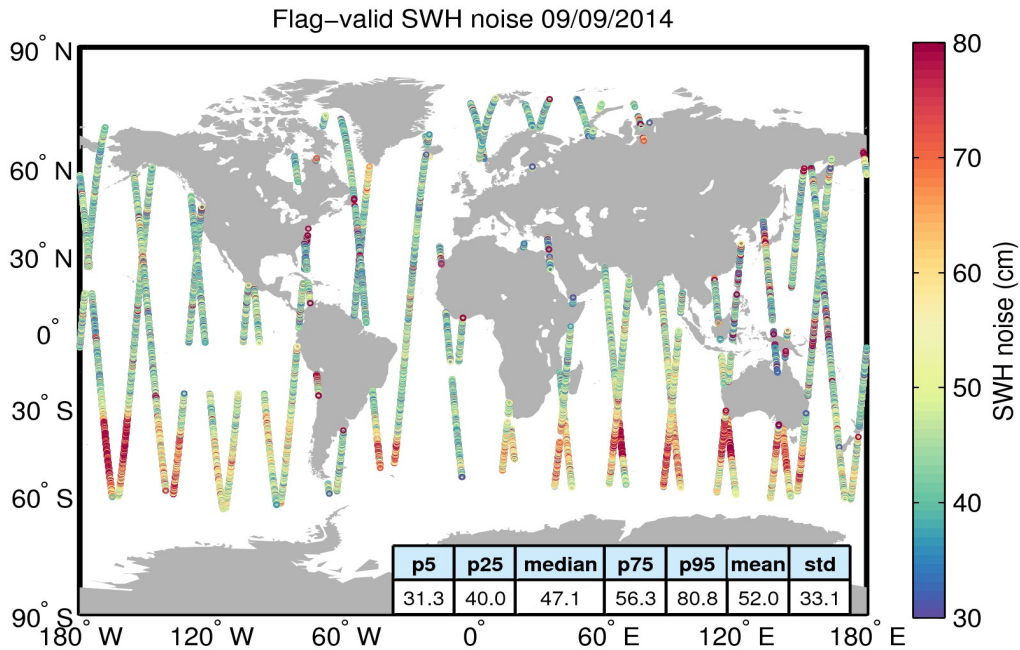 Flag−valid SWH noise 09/09/2014
90° N
60° N
30° N
0°
30° S
60° S
90° S
180° W
120° W
60° W
0°
60° E
120° E
180° E
p5 p25 median p75 p95 mean std
31.3 40.0 47.1 56.3 80.8 52.0 33.1
80
70
60
50
40
30
SWH noise (cm)